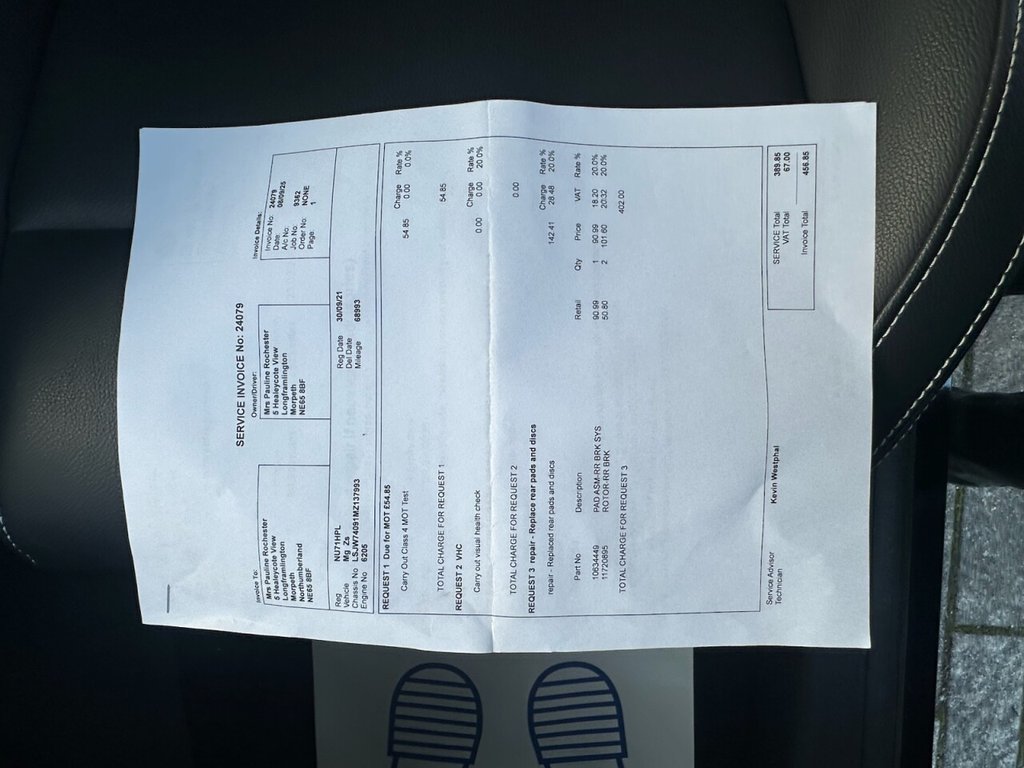 SERVICE INVOICE No: 24079
Invoice To:
Mrs Pauline Rochester
5 Healeycote View
Longframlington
Morpeth
Northumberland
NE65 8BF
Owner/Driver:
Mrs Pauline Rochester
5 Healeycote View
Longframlington
Morpeth
NE65 8BF
Invoice Details:
Invoice No: 24079
Date: 08/09/25
A/c No:
Job No: 9362
Order No: NONE
Page: 1
Reg NU71HPL Reg Date 30/09/21
Vehicle Mg Zs Del Date
Chassis No LSJW74091MZ137993 Mileage 68993
Engine No 6205
REQUEST 1 Due for MOT £54.85 Charge Rate %
Carry Out Class 4 MOT Test 54.85 0.00 0.0%
TOTAL CHARGE FOR REQUEST 1 54.85
REQUEST 2 VHC Charge Rate %
Carry out visual health check 0.00 0.00 20.0%
TOTAL CHARGE FOR REQUEST 2 0.00
REQUEST 3 repair - Replace rear pads and discs Charge Rate %
repair - Replaced rear pads and discs 142.41 28.48 20.0%
Part No Description Retail Qty Price VAT Rate %
10634449 PAD ASM-RR BRK SYS 90.99 1 90.99 18.20 20.0%
11720895 ROTOR-RR BRK 50.80 2 101.60 20.32 20.0%
TOTAL CHARGE FOR REQUEST 3 402.00
Service Advisor
Technician Kevin Westphal
SERVICE Total 389.85
VAT Total 67.00
Invoice Total 456.85